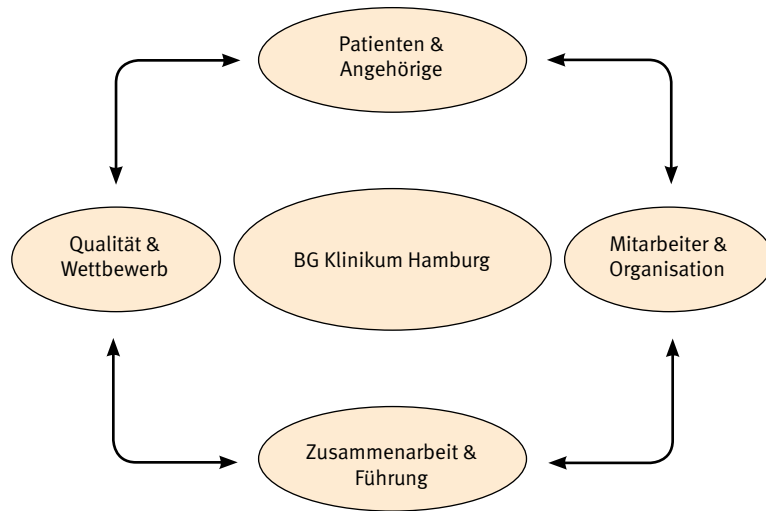 Patienten &
Angehörige
Qualität &
Wettbewerb
BG Klinikum Hamburg
Mitarbeiter &
Organisation
Zusammenarbeit &
Führung